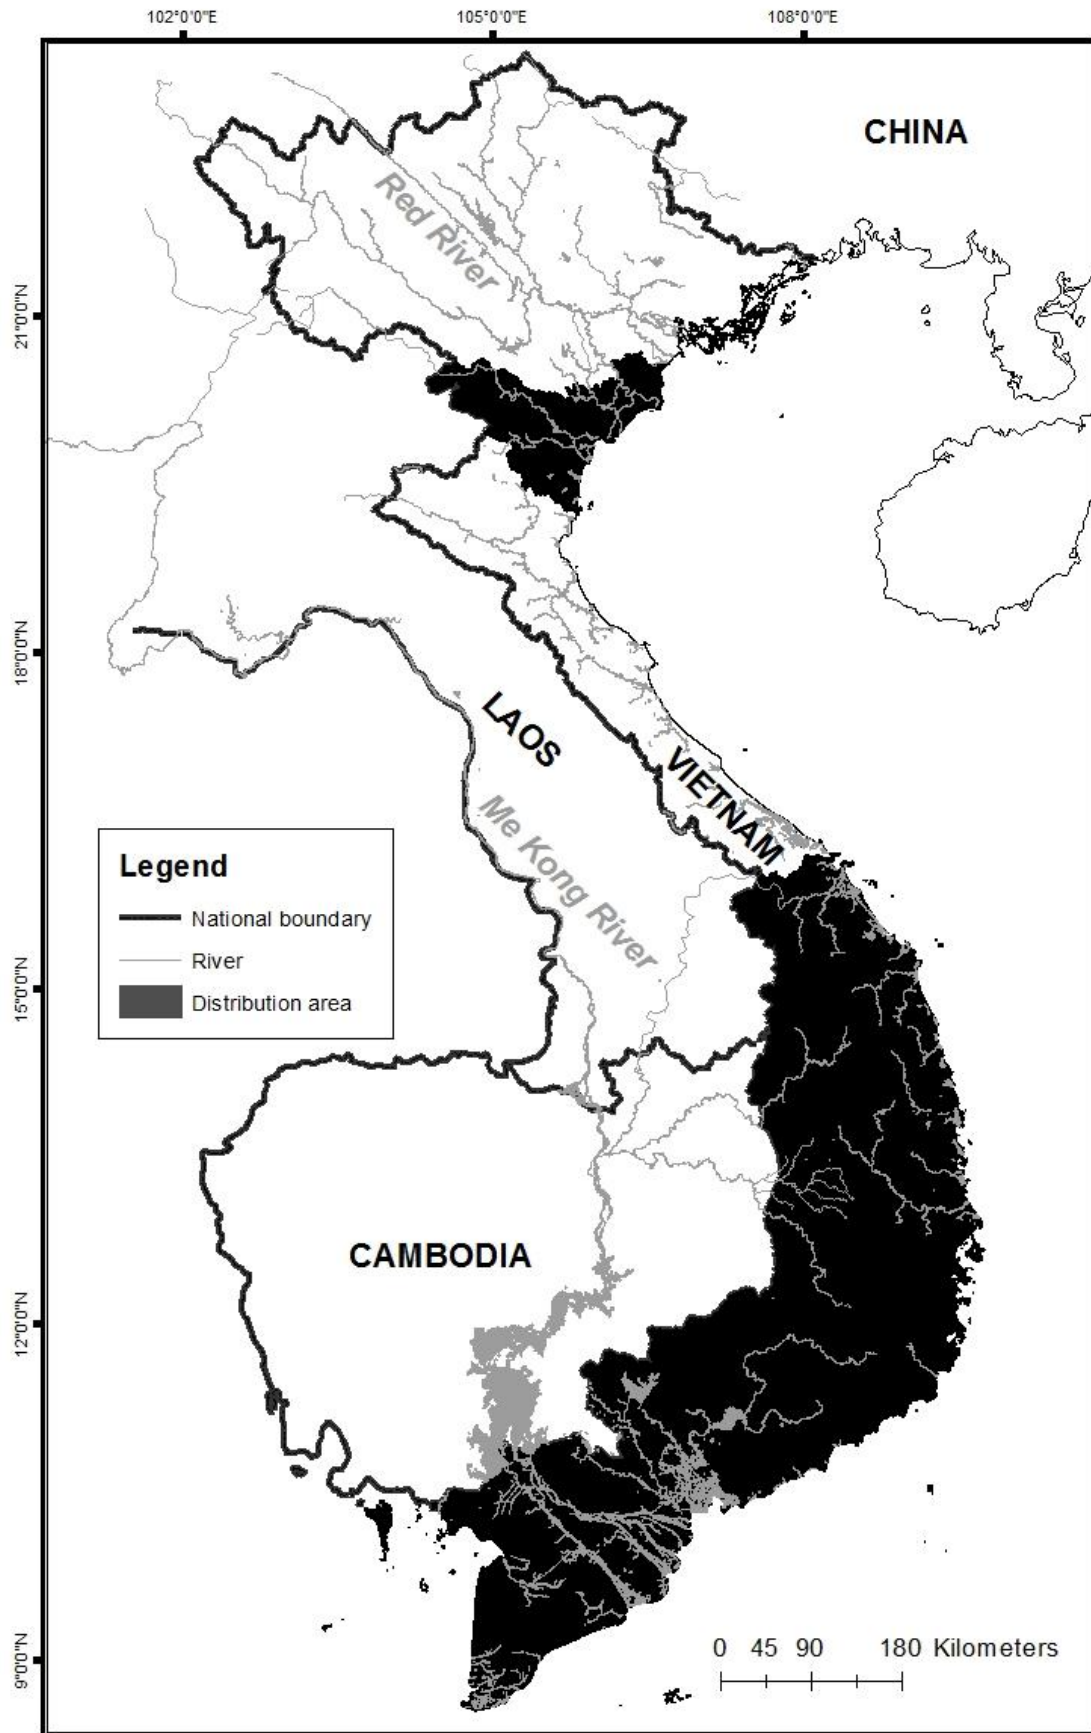 102°0'0"E
105°0'0"E
108°0'0"E
CHINA
Red River
21°0'0"N
18°0'0"N
LAOS
VIETNAM
Me Kong River
Legend
National boundary
River
Distribution area
15°0'0"N
CAMBODIA
12°0'0"N
9°0'0"N
0 45 90 180 Kilometers